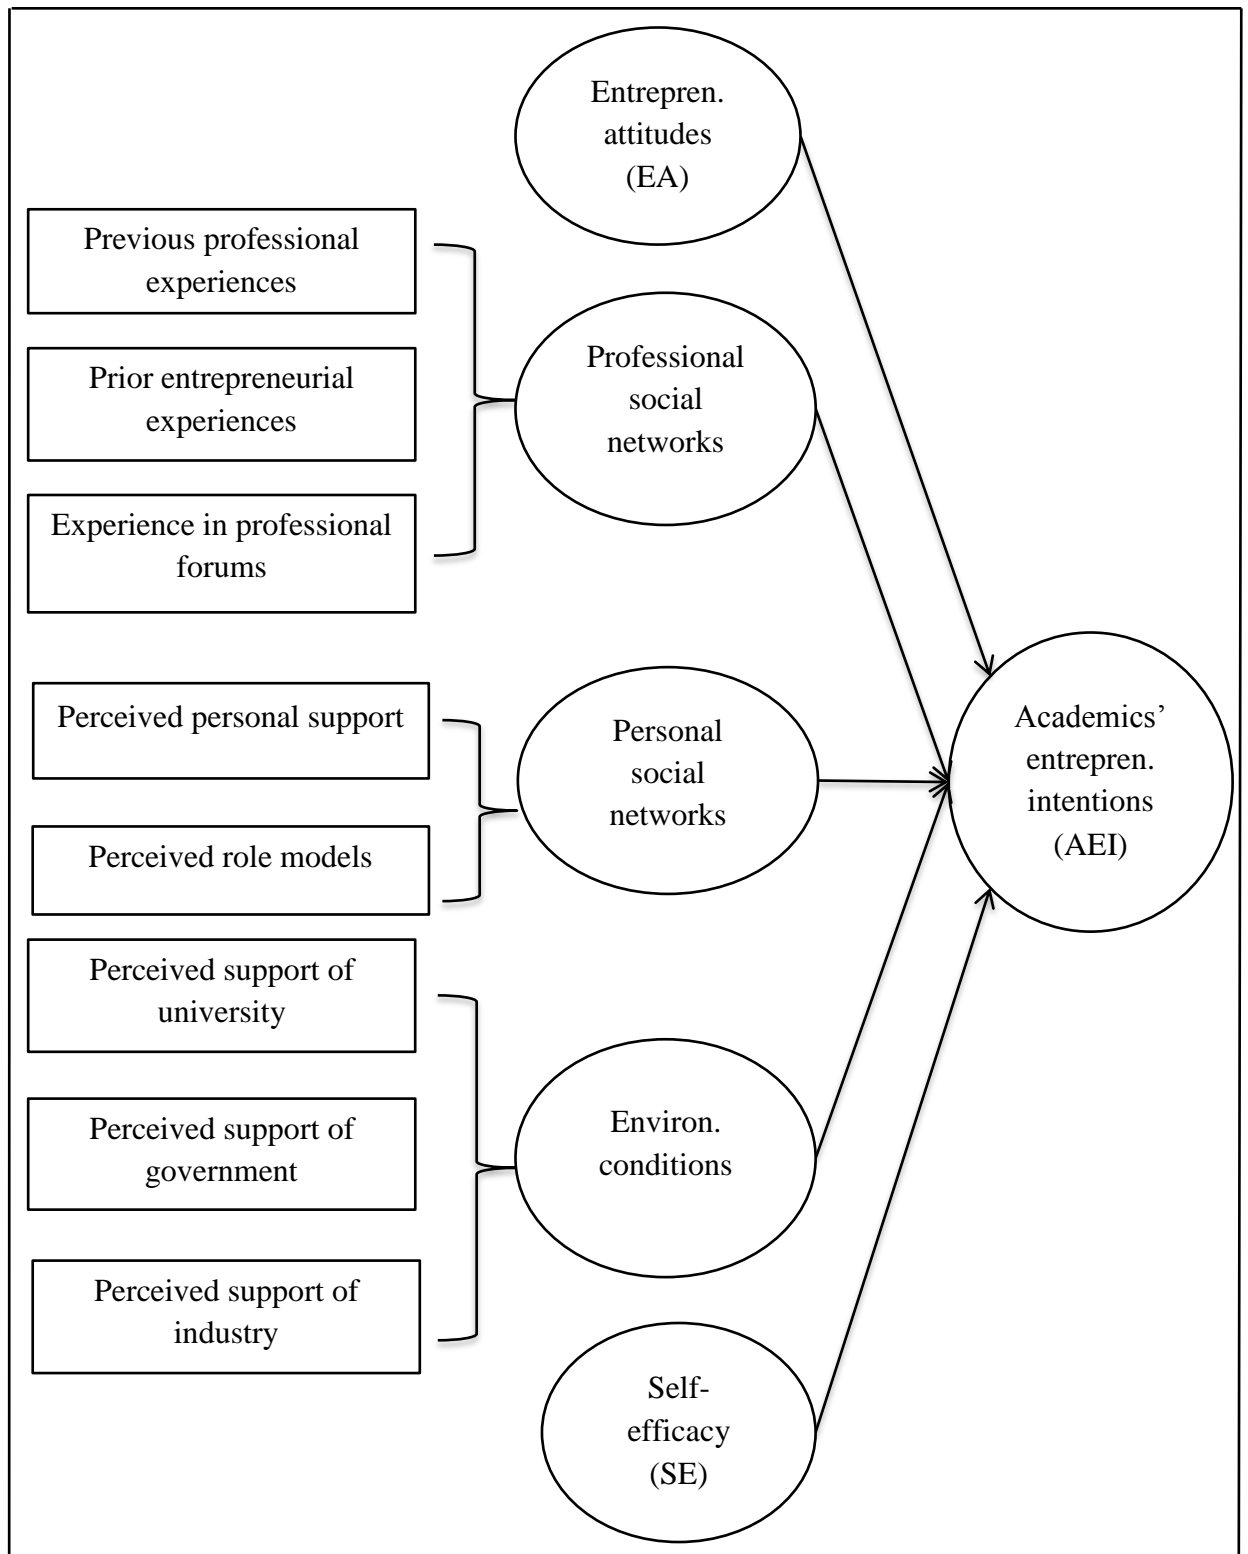 Entrepren.
attitudes
(EA)
Previous professional
experiences
Prior entrepreneurial
experiences
Experience in professional
forums
Professional
social
networks
Perceived personal support
Perceived role models
Personal
social
networks
Perceived support of
university
Perceived support of
government
Perceived support of
industry
Environ.
conditions
Self-
efficacy
(SE)
Academics’
entrepren.
intentions
(AEI)